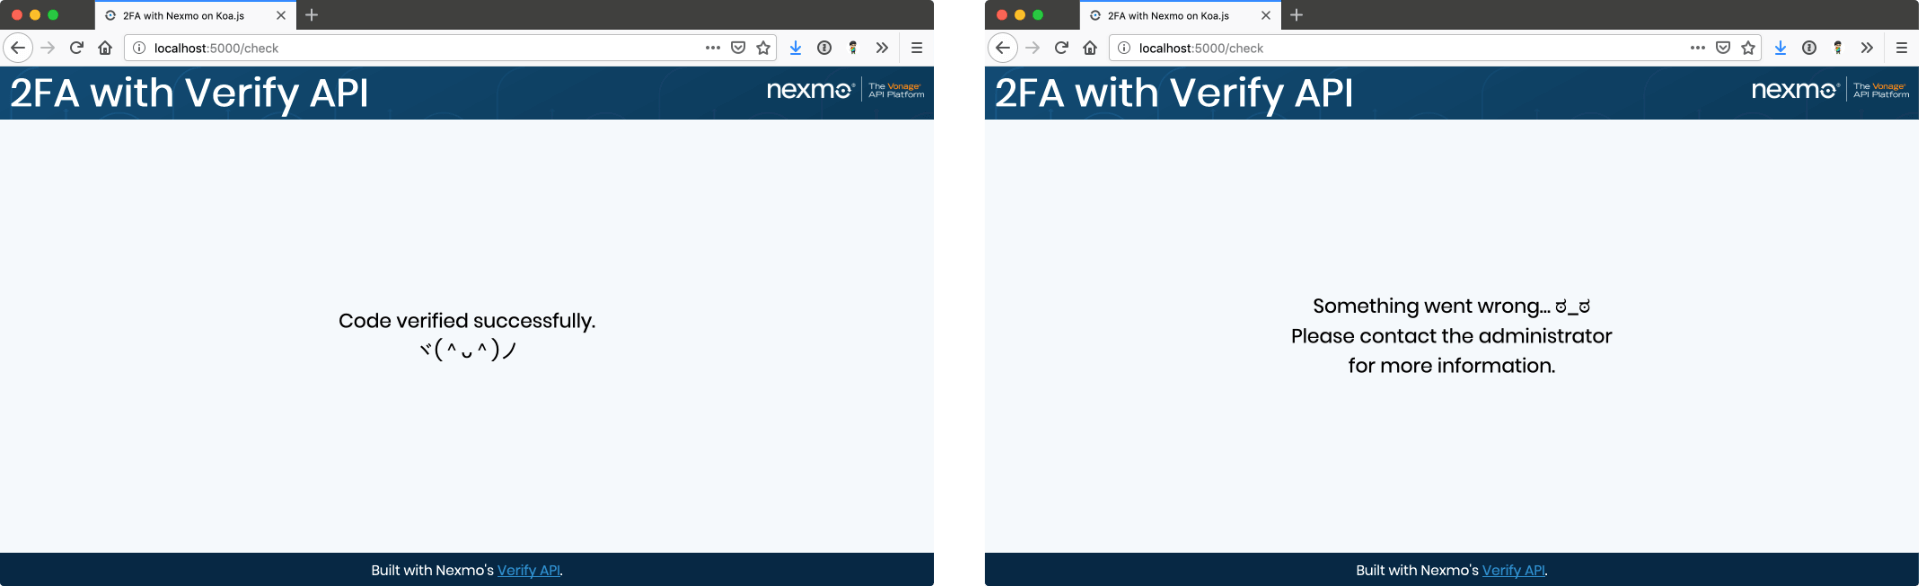 2FA with Nexmo on Koa.js
localhost:5000/check
2FA with Verify API
nexmo
The Vonage®
API Platform
Code verified successfully.
ヾ(＾ᴗ＾)ノ
Built with Nexmo's Verify API.
2FA with Nexmo on Koa.js
localhost:5000/check
2FA with Verify API
nexmo
The Vonage®
API Platform
Something went wrong... ಠ_ಠ
Please contact the administrator
for more information.
Built with Nexmo's Verify API.